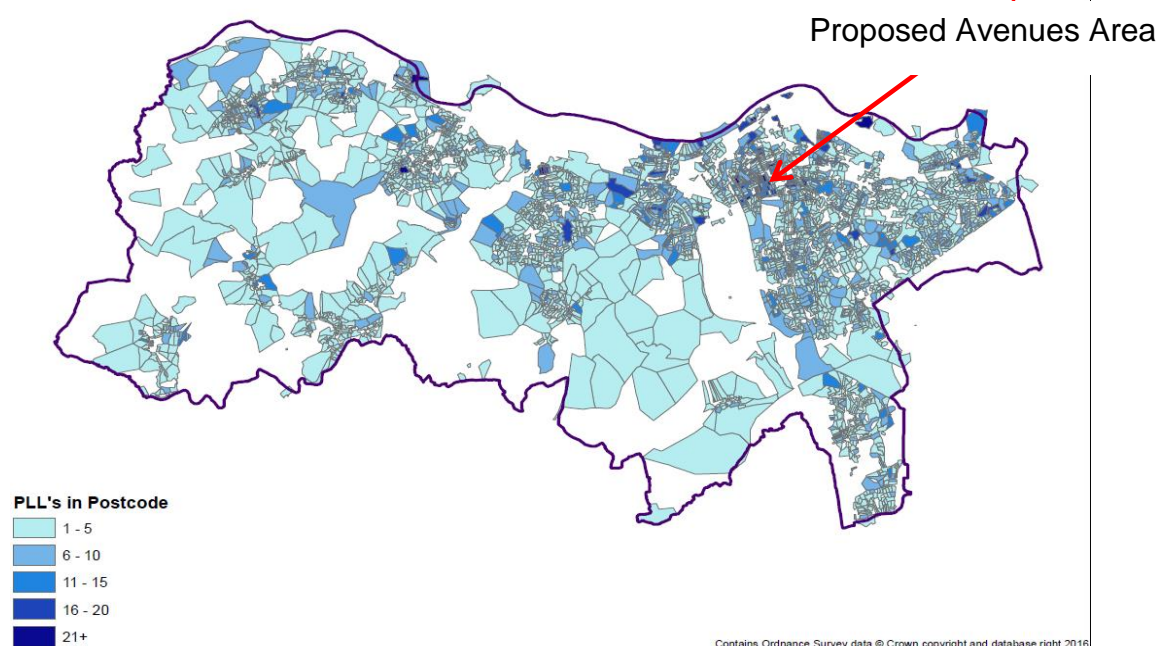 Proposed Avenues Area
PLL's in Postcode
1 - 5
6 - 10
11 - 15
16 - 20
21+
Contains Ordnance Survey data © Crown copyright and database right 2016